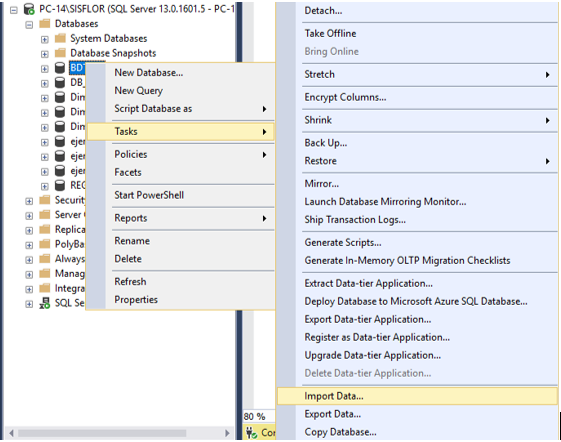 PC-14\SISFLOR (SQL Server 13.0.1601.5 - PC-1
Databases
System Databases
Database Snapshots
DB_
Dim
Dim
Dim
ejer
ejer
ejer
REG
Securit
Server
Replica
PolyBa
Always
Manag
Integra
SQL Se
New Database...
New Query
Script Database as
Tasks
Policies
Facets
Start PowerShell
Reports
Rename
Delete
Refresh
Properties
Detach...
Take Offline
Bring Online
Stretch
Encrypt Columns...
Shrink
Back Up...
Restore
Mirror...
Launch Database Mirroring Monitor...
Ship Transaction Logs...
Generate Scripts...
Generate In-Memory OLTP Migration Checklists
Extract Data-tier Application...
Deploy Database to Microsoft Azure SQL Database...
Export Data-tier Application...
Register as Data-tier Application...
Upgrade Data-tier Application...
Delete Data-tier Application...
Import Data...
Export Data...
Copy Database...
80 %
Cor